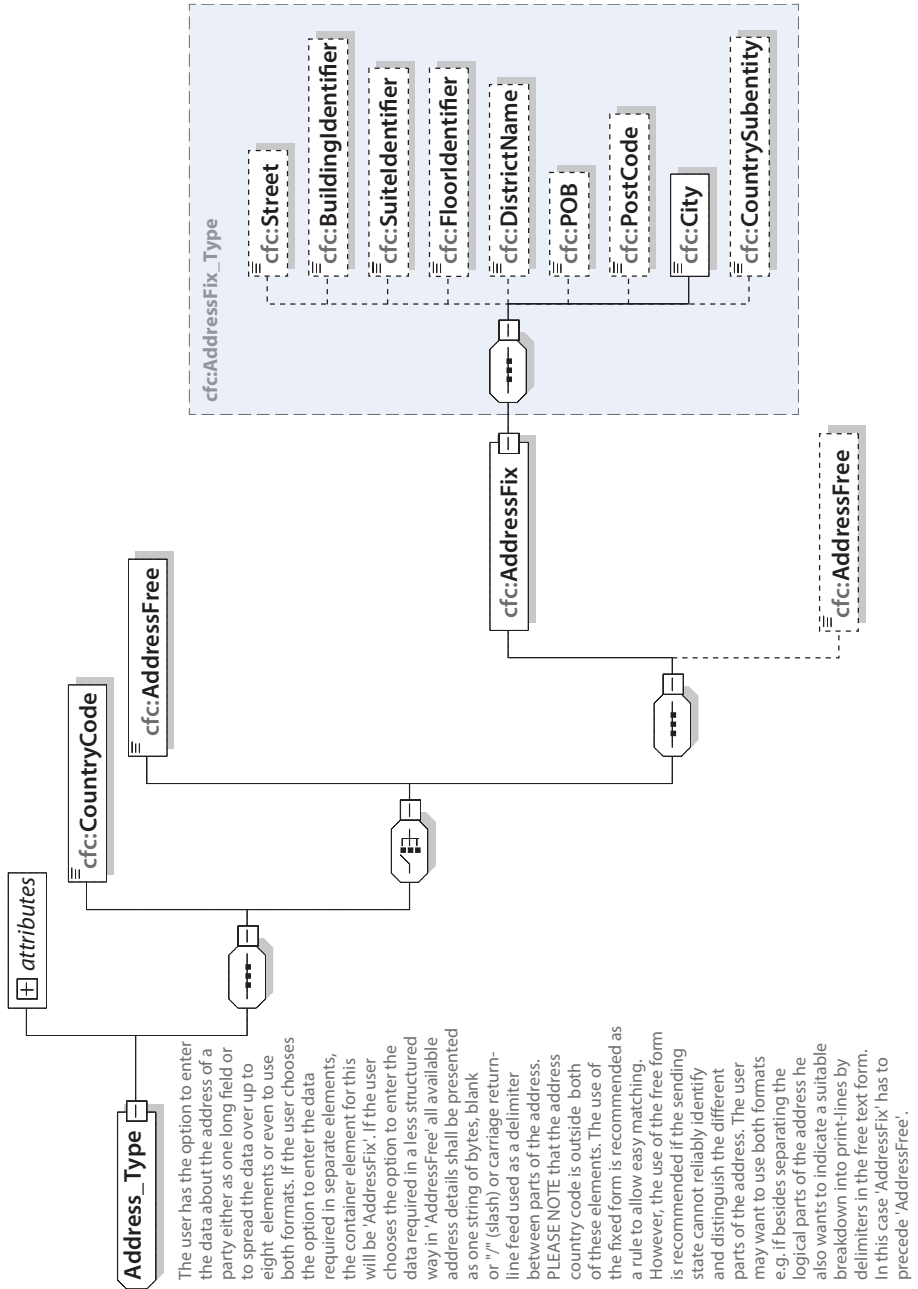 Address_Type
attributes
The user has the option to enter
the data about the address of a
party either as one long field or
to spread the data over up to
eight elements or even to use
both formats. If the user chooses
the option to enter the data
required in separate elements,
the container element for this
will be 'AddressFix'. If the user
chooses the option to enter the
data required in a less structured
way in 'AddressFree' all available
address details shall be presented
as one string of bytes, blank
or "/" (slash) or carriage return-
line feed used as a delimiter
between parts of the address.
PLEASE NOTE that the address
country code is outside both
of these elements. The use of
the fixed form is recommended as
a rule to allow easy matching.
However, the use of the free form
is recommended if the sending
state cannot reliably identify
and distinguish the different
parts of the address. The user
may want to use both formats
e.g. if besides separating the
logical parts of the address he
also wants to indicate a suitable
breakdown into print-lines by
delimiters in the free text form.
In this case 'AddressFix' has to
precede 'AddressFree'.
cfc:CountryCode
cfc:AddressFree
cfc:AddressFix
cfc:AddressFix_Type
cfc:Street
cfc:BuildingIdentifier
cfc:SuiteIdentifier
cfc:FloorIdentifier
cfc:DistrictName
cfc:POB
cfc:PostCode
cfc:City
cfc:CountrySubentity
cfc:AddressFree